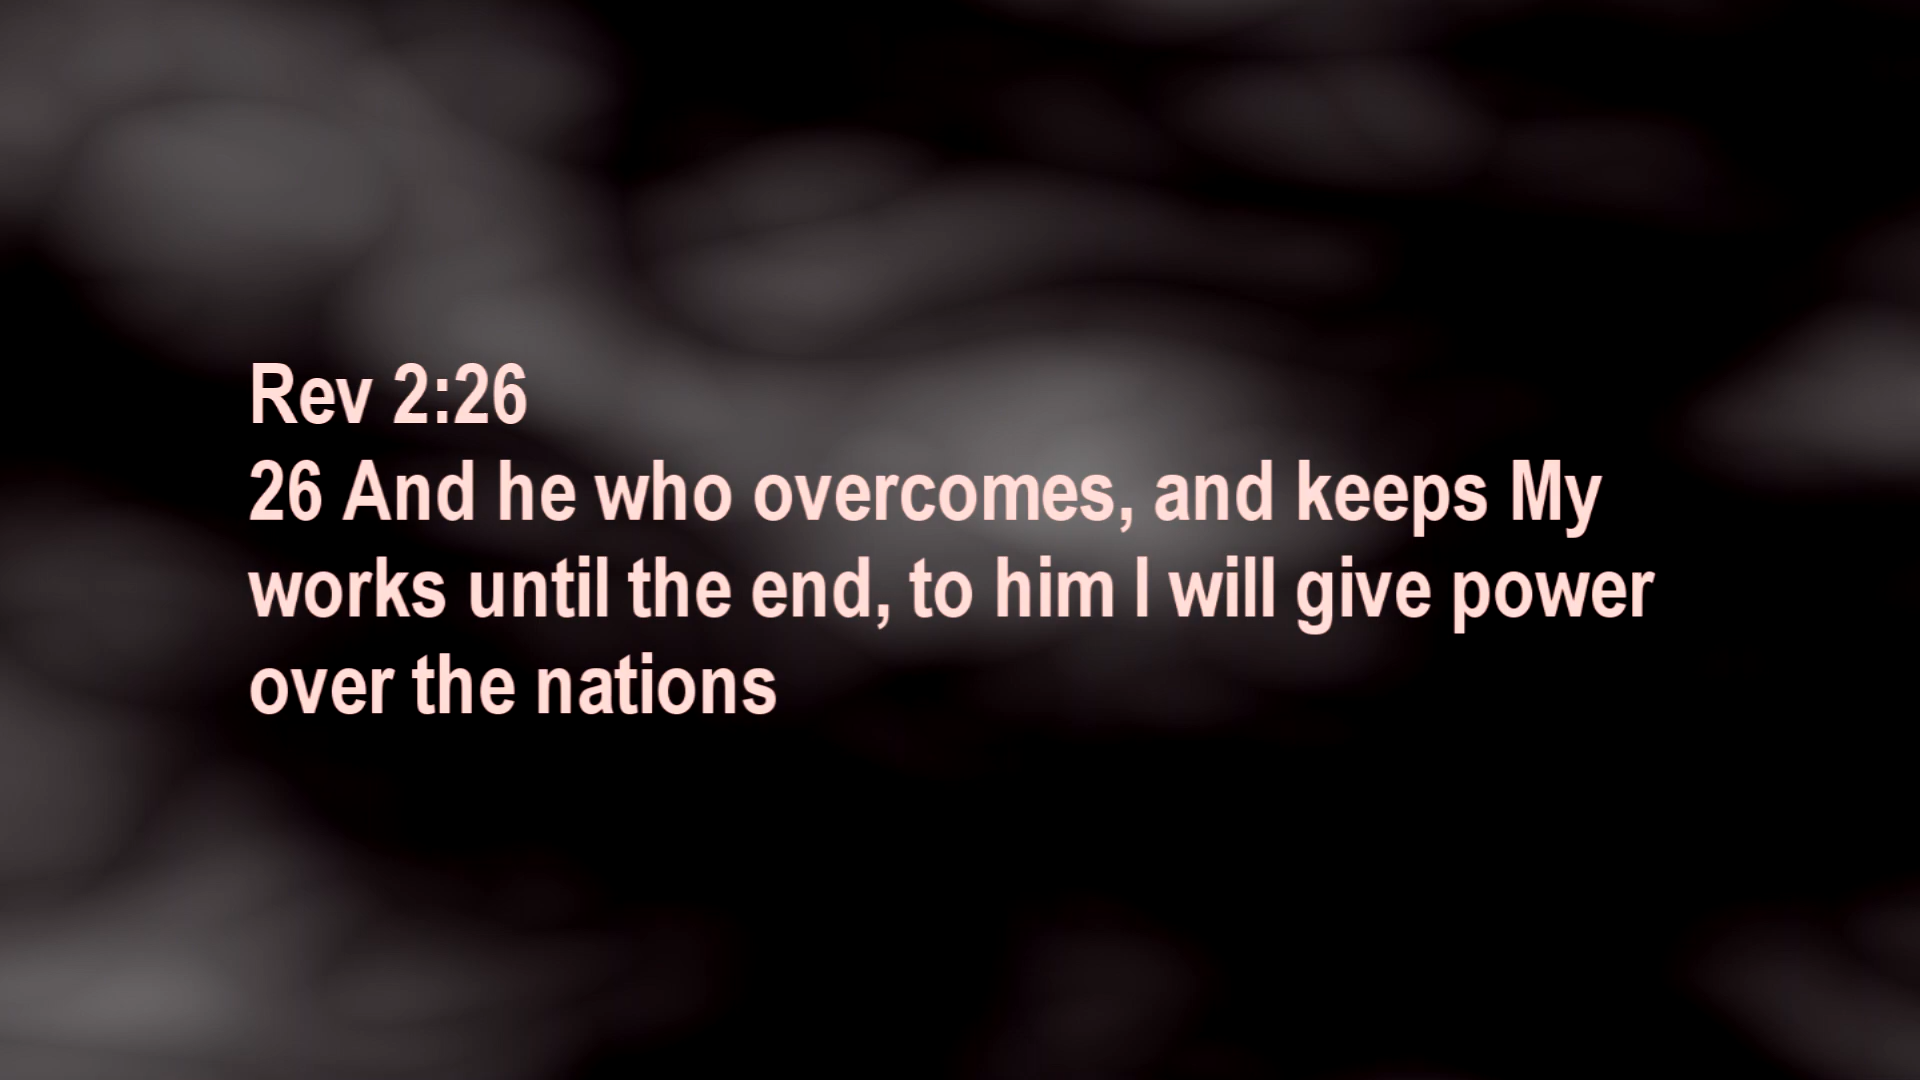 Rev 2:26
26 And he who overcomes, and keeps My
works until the end, to him I will give power
over the nations